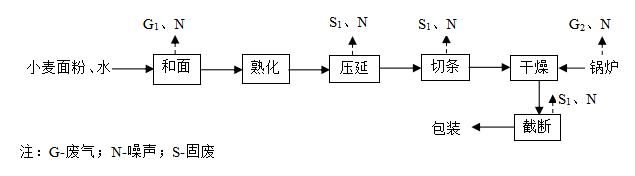 G1、N S1、N S1、N G2、N
小麦面粉、水 和面 熟化 压延 切条 干燥 锅炉
S1、N
包装 截断
注：G-废气；N-噪声；S-固废